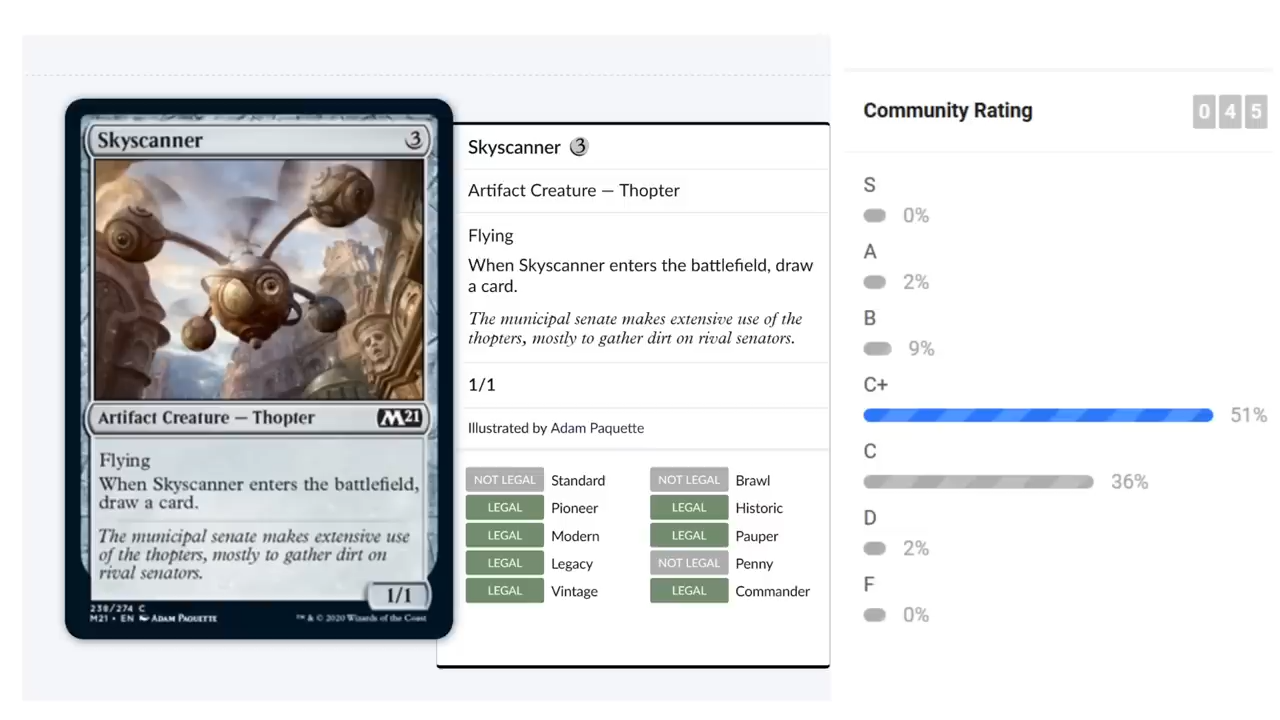 Skyscanner 3
Artifact Creature — Thopter
M21
Flying
When Skyscanner enters the battlefield,
draw a card.
The municipal senate makes extensive use
of the thopters, mostly to gather dirt on
rival senators.
1/1
238/274 C
M21 • EN Adam Paquette
™ & © 2020 Wizards of the Coast
Skyscanner 3
Artifact Creature — Thopter
Flying
When Skyscanner enters the battlefield, draw
a card.
The municipal senate makes extensive use of the
thopters, mostly to gather dirt on rival senators.
1/1
Illustrated by Adam Paquette
NOT LEGAL Standard NOT LEGAL Brawl
LEGAL Pioneer LEGAL Historic
LEGAL Modern LEGAL Pauper
LEGAL Legacy NOT LEGAL Penny
LEGAL Vintage LEGAL Commander
Community Rating 0 4 5
S
0%
A
2%
B
9%
C+
51%
C
36%
D
2%
F
0%